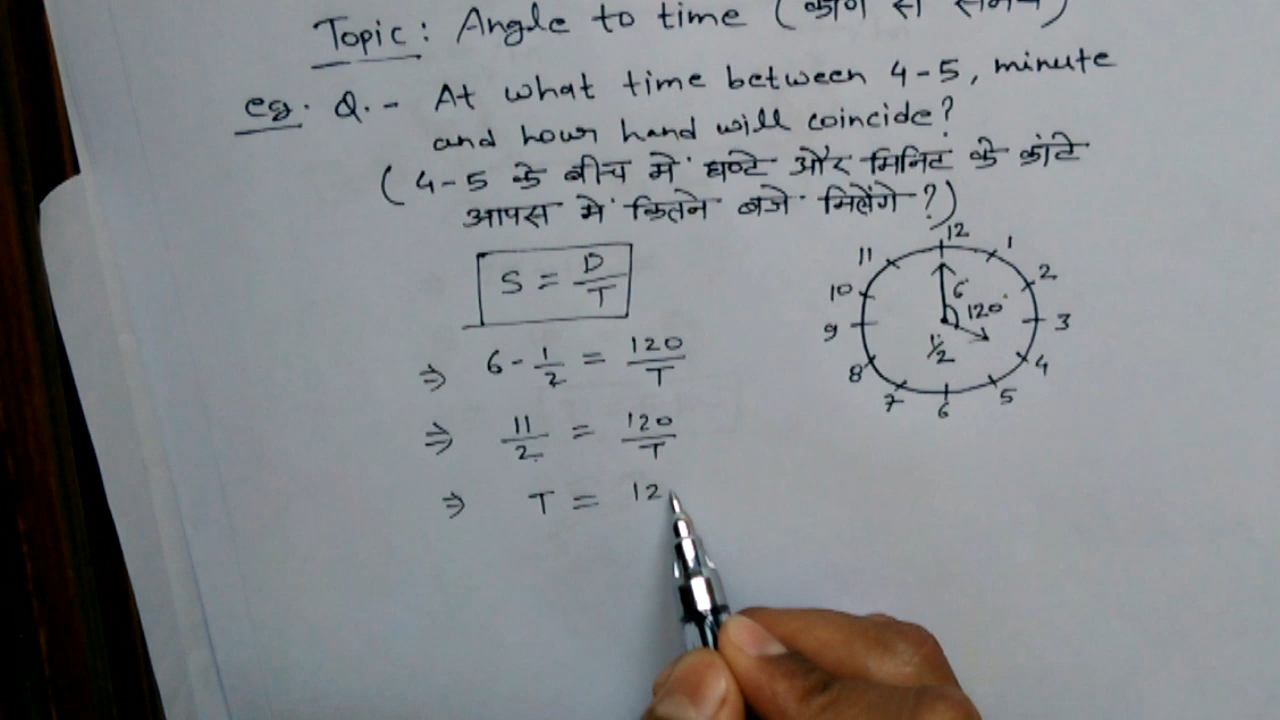 Topic: Angle to time (कोण से समय)
eg. Q.- At what time between 4-5, minute
and hour hand will coincide?
(4-5 के बीच में घण्टे और मिनिट के कांटे
आपस में कितने बजे मिलेंगे?)
S = D/T
⇒ 6 - 1/2 = 120/T
⇒ 11/2 = 120/T
⇒ T = 12
12
11 1
10 2
9 3
8 4
7 5
6
6 120°
1/2